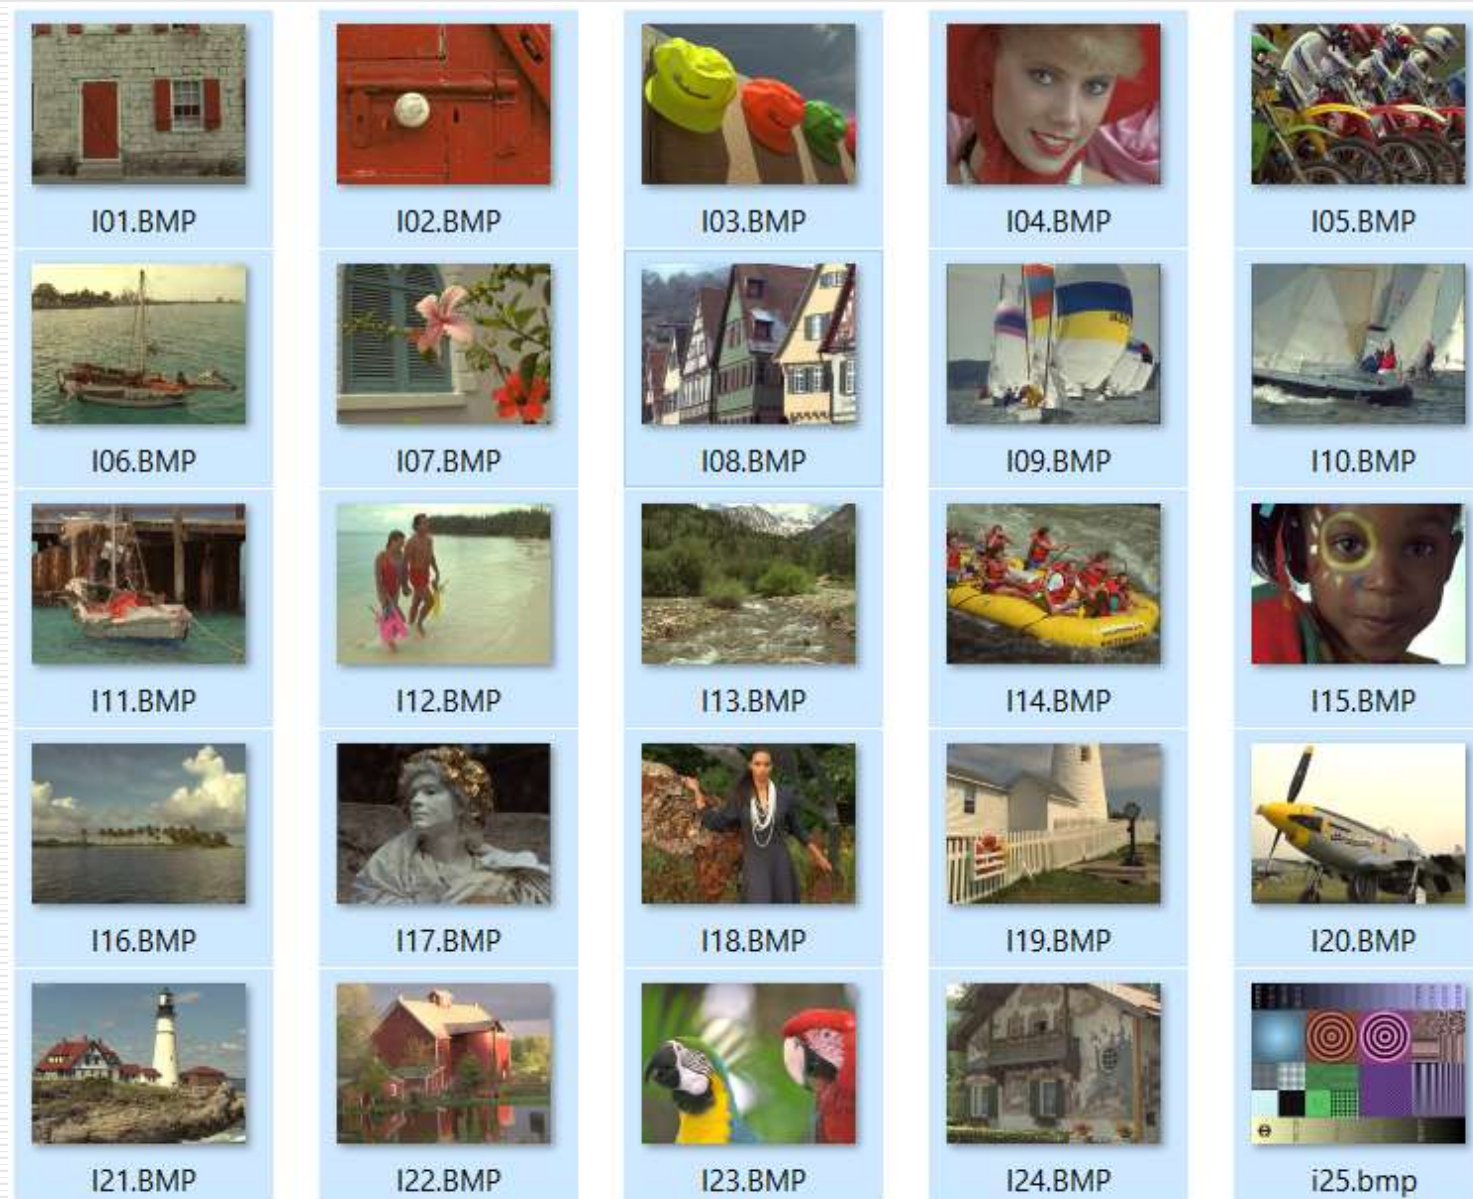 I01.BMP I02.BMP I03.BMP I04.BMP I05.BMP
I06.BMP I07.BMP I08.BMP I09.BMP I10.BMP
I11.BMP I12.BMP I13.BMP I14.BMP I15.BMP
I16.BMP I17.BMP I18.BMP I19.BMP I20.BMP
I21.BMP I22.BMP I23.BMP I24.BMP i25.bmp